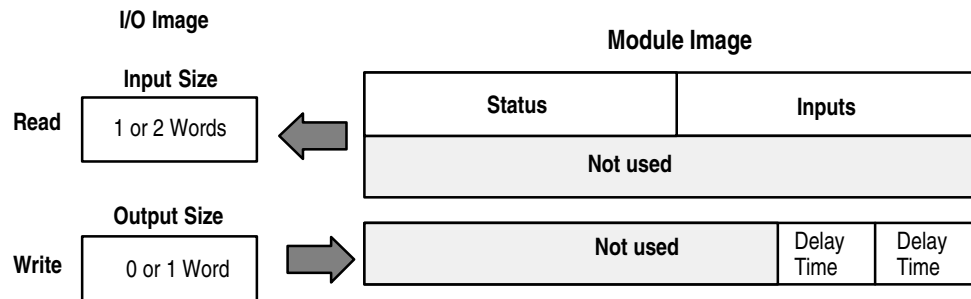 I/O Image
Module Image
Input Size
Read
1 or 2 Words
Status
Inputs
Not used
Output Size
Write
0 or 1 Word
Not used
Delay
Time
Delay
Time